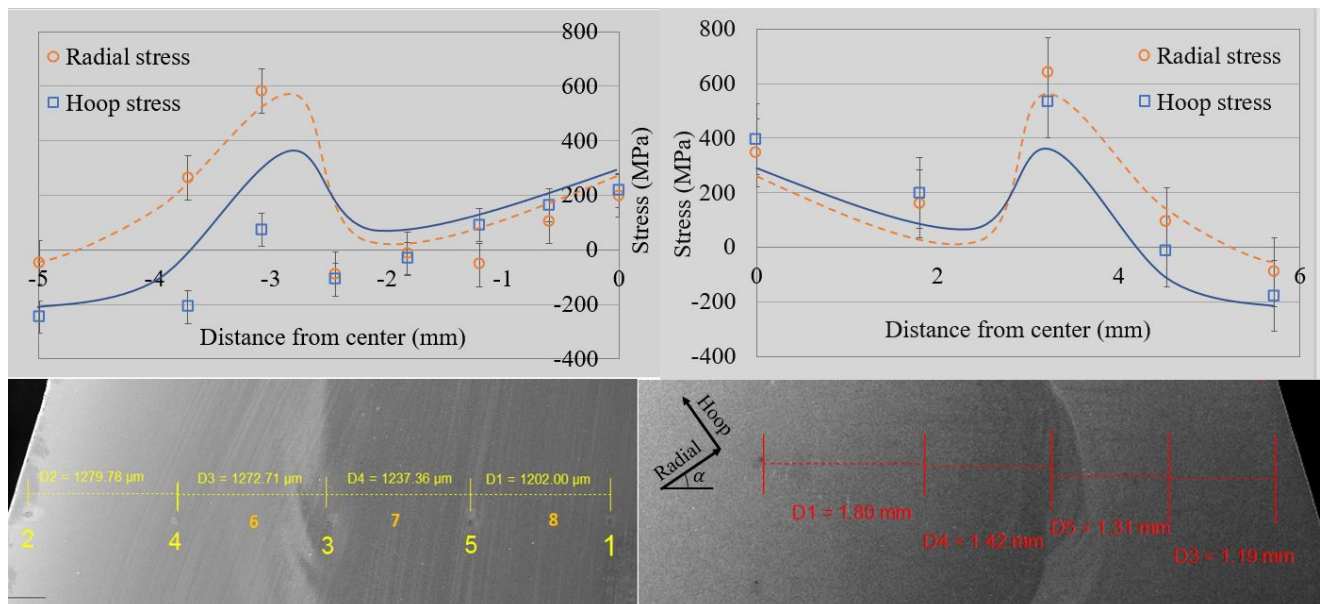 800
600
400
200
0
-200
-400
-5
-4
-3
-2
-1
0
Radial stress
Hoop stress
Stress (MPa)
Distance from center (mm)
800
600
400
200
0
-200
-400
0
2
4
6
Radial stress
Hoop stress
Stress (MPa)
Distance from center (mm)
D2 = 1279.78 µm
D3 = 1272.71 µm
D4 = 1237.36 µm
D1 = 1202.00 µm
6
7
8
2
4
3
5
1
Hoop
Radial
α
D1 = 1.80 mm
D4 = 1.42 mm
D5 = 1.31 mm
D3 = 1.19 mm